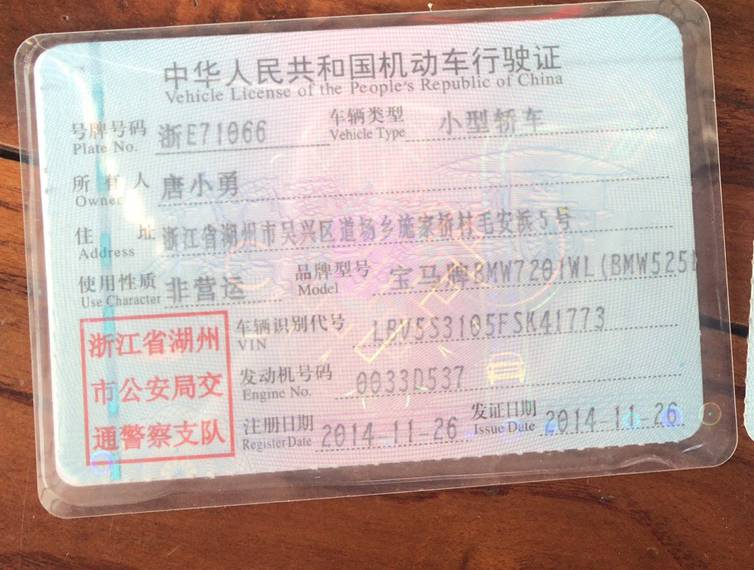 中华人民共和国机动车行驶证
Vehicle License of the People's Republic of China
号牌号码 浙E71066 车辆类型 小型轿车
Plate No. Vehicle Type
所有人 唐小勇
Owner
住址 浙江省湖州市吴兴区道场乡施家桥村毛安浜5号
Address
使用性质 非营运 品牌型号 宝马牌BMW7201WL(BMW525l
Use Character Model
浙江省湖州
市公安局交
通警察支队
车辆识别代号 LBV5S3105FSK41773
VIN
发动机号码 0033D537
Engine No.
注册日期 2014-11-26 发证日期 2014-11-26
Register Date Issue Date